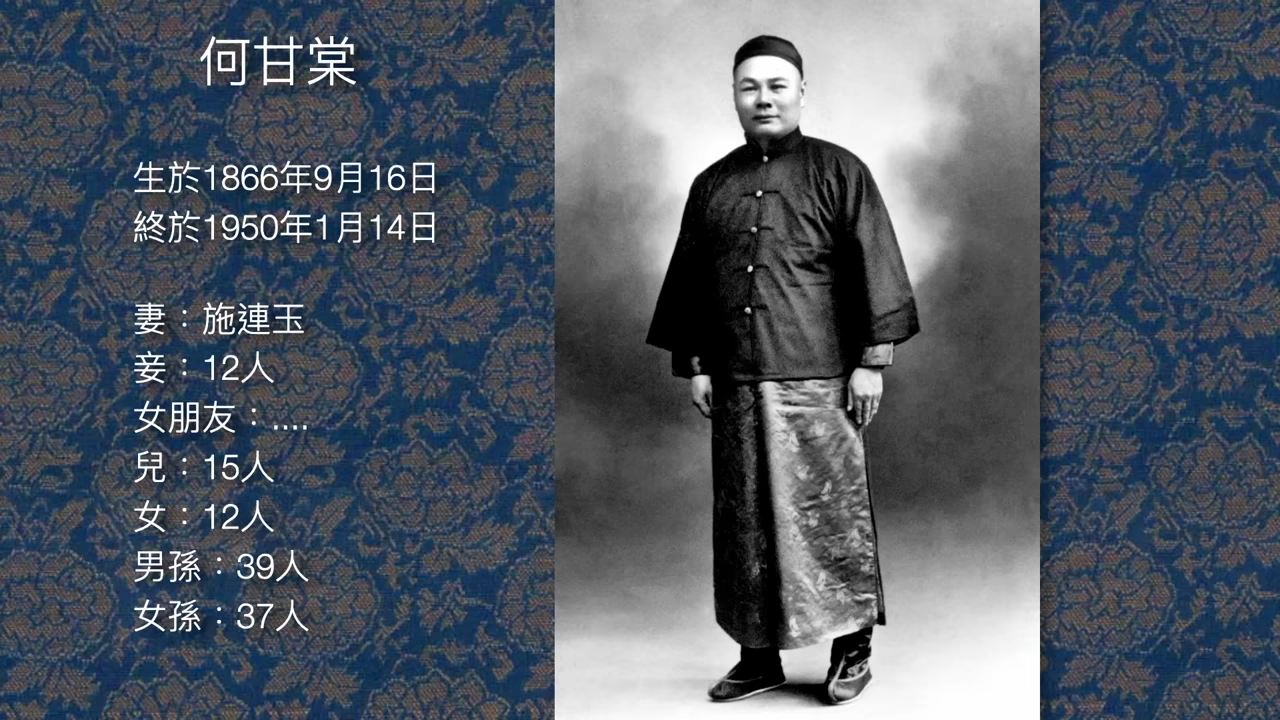 何甘棠
生於1866年9月16日
終於1950年1月14日
妻：施連玉
妾：12人
女朋友：....
兒：15人
女：12人
男孫：39人
女孫：37人